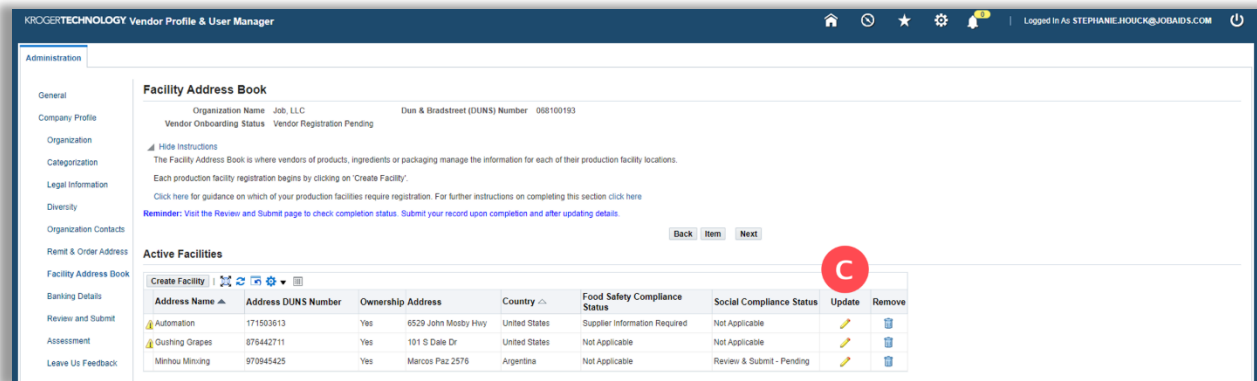 KROGERTECHNOLOGY Vendor Profile & User Manager
0
Logged In As STEPHANIE.HOUCK@JOBAIDS.COM
Administration
General
Company Profile
Organization
Categorization
Legal Information
Diversity
Organization Contacts
Remit & Order Address
Facility Address Book
Banking Details
Review and Submit
Assessment
Leave Us Feedback
Facility Address Book
Organization Name Job, LLC Dun & Bradstreet (DUNS) Number 068100193
Vendor Onboarding Status Vendor Registration Pending
Hide Instructions
The Facility Address Book is where vendors of products, ingredients or packaging manage the information for each of their production facility locations.
Each production facility registration begins by clicking on 'Create Facility'.
Click here for guidance on which of your production facilities require registration. For further instructions on completing this section click here
Reminder: Visit the Review and Submit page to check completion status. Submit your record upon completion and after updating details.
Back Item Next
Active Facilities
C
Create Facility
Address Name Address DUNS Number Ownership Address Country Food Safety Compliance Status Social Compliance Status Update Remove
Automation 171503613 Yes 6529 John Mosby Hwy United States Supplier Information Required Not Applicable
Gushing Grapes 876442711 Yes 101 S Dale Dr United States Not Applicable Not Applicable
Minhou Minxing 970945425 Yes Marcos Paz 2576 Argentina Not Applicable Review & Submit - Pending